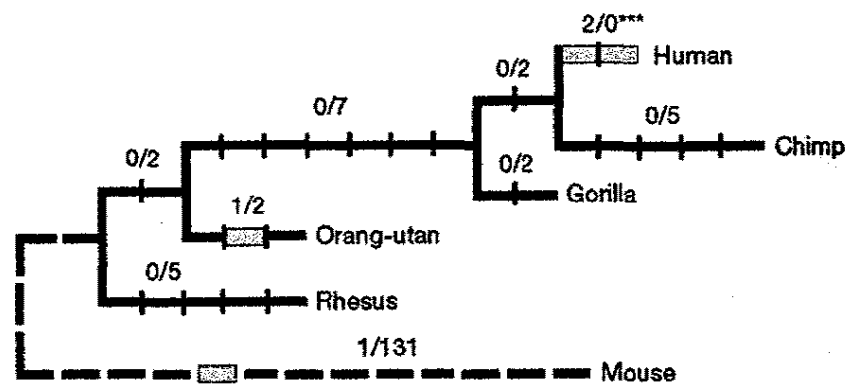 2/0***
Human
0/2
0/7
0/5
Chimp
0/2
0/2
Gorilla
1/2
Orang-utan
0/5
Rhesus
1/131
Mouse